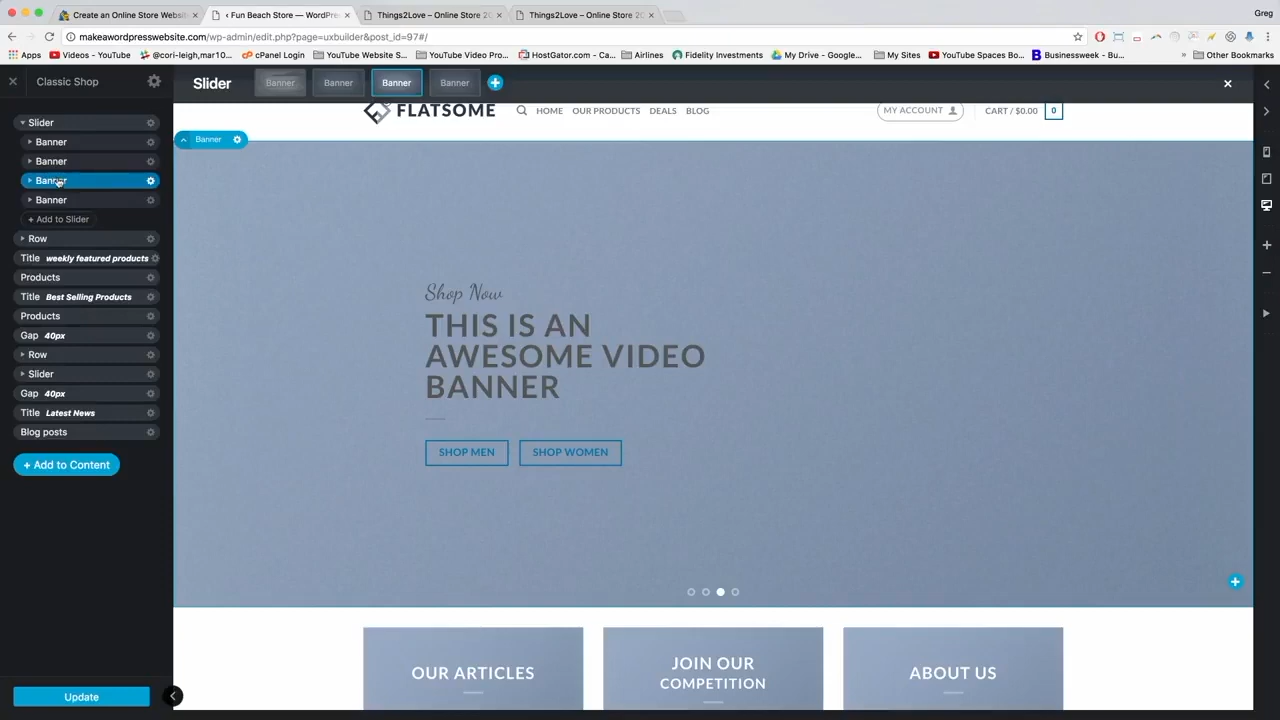 Create an Online Store Websit
‹ Fun Beach Store — WordPre
Things2Love – Online Store 20
Things2Love – Online Store 20
Greg
makeawordpresswebsite.com/wp-admin/edit.php?page=uxbuilder&post_id=97#/
Apps
Videos - YouTube
@cori-leigh,mar10...
cPanel Login
YouTube Website S...
YouTube Video Pro...
HostGator.com - Ca...
Airlines
Fidelity Investments
My Drive - Google...
My Sites
YouTube Spaces Bo...
Businessweek - Bu...
»
Other Bookmarks
Classic Shop
Slider
Banner
Banner
Banner
Banner
FLATSOME
HOME
OUR PRODUCTS
DEALS
BLOG
MY ACCOUNT
CART / $0.00
0
Slider
Banner
Banner
Banner
Banner
+ Add to Slider
Row
Title weekly featured products
Products
Title Best Selling Products
Products
Gap 40px
Row
Slider
Gap 40px
Title Latest News
Blog posts
+ Add to Content
Update
Banner
Shop Now
THIS IS AN
AWESOME VIDEO
BANNER
SHOP MEN
SHOP WOMEN
OUR ARTICLES
JOIN OUR
COMPETITION
ABOUT US